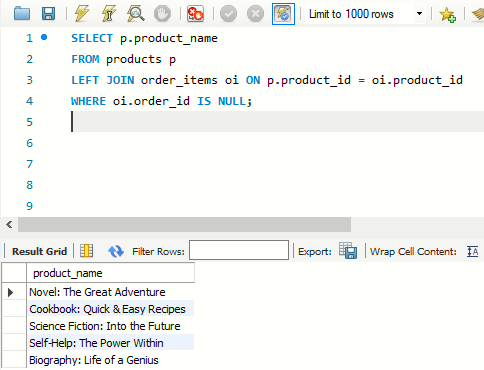 Limit to 1000 rows
1 SELECT p.product_name
2 FROM products p
3 LEFT JOIN order_items oi ON p.product_id = oi.product_id
4 WHERE oi.order_id IS NULL;
5
6
7
8
9
Result Grid Filter Rows: Export: Wrap Cell Content: IA
product_name
Novel: The Great Adventure
Cookbook: Quick & Easy Recipes
Science Fiction: Into the Future
Self-Help: The Power Within
Biography: Life of a Genius